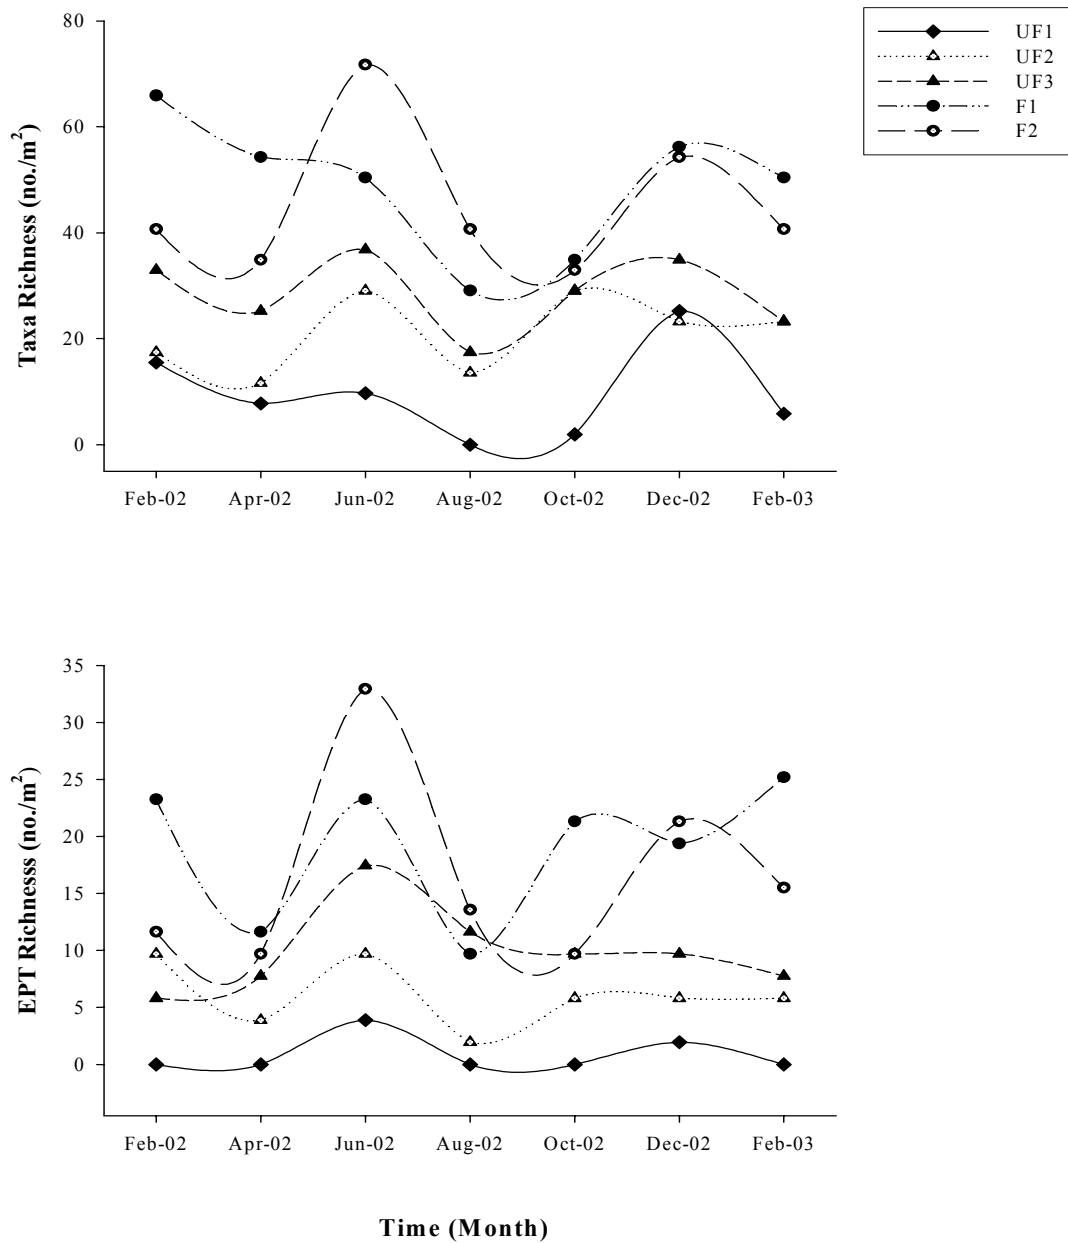 80
60
40
20
0
Taxa Richness (no./m²)
Feb-02 Apr-02 Jun-02 Aug-02 Oct-02 Dec-02 Feb-03
UF1
UF2
UF3
F1
F2
35
30
25
20
15
10
5
0
EPT Richnesss (no./m²)
Feb-02 Apr-02 Jun-02 Aug-02 Oct-02 Dec-02 Feb-03
Time (Month)